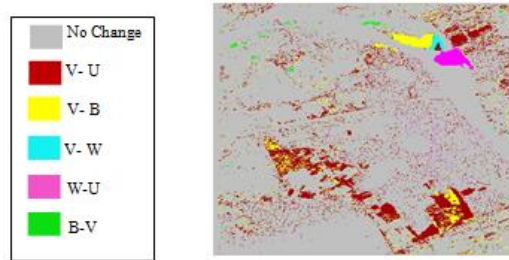 No Change
V- U
V- B
V- W
W-U
B-V